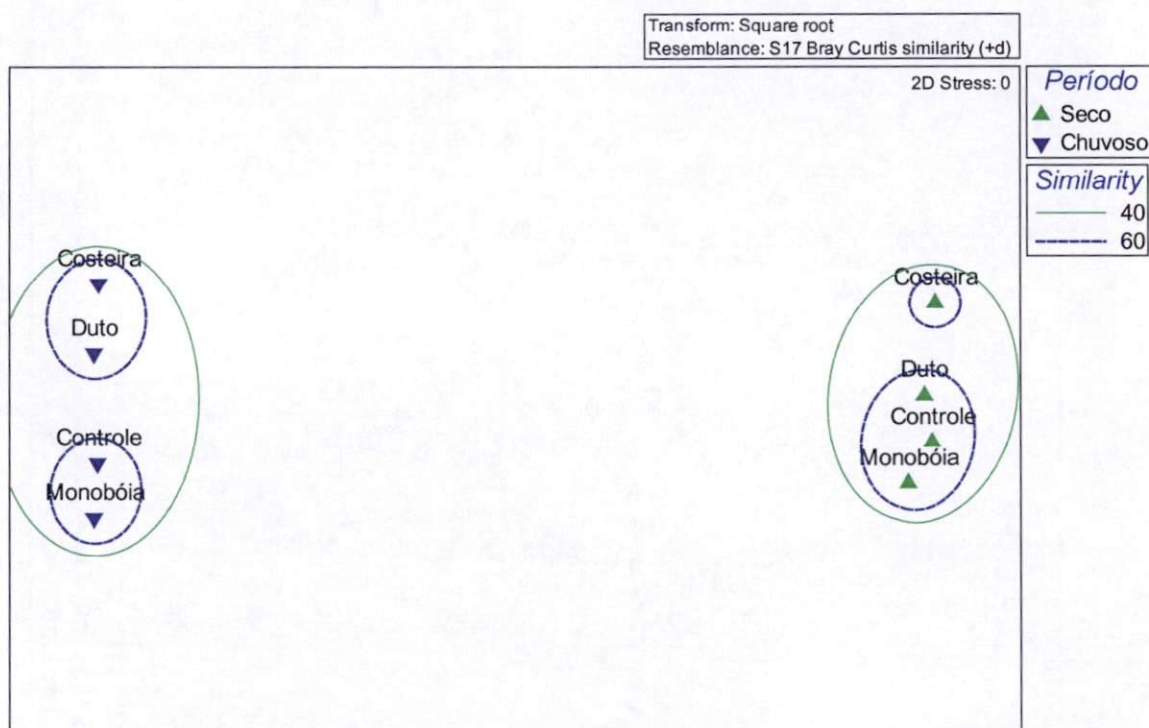 Transform: Square root
Resemblance: S17 Bray Curtis similarity (+d)
2D Stress: 0
Período
Seco
Chuvoso
Similarity
40
60
Costeira
Duto
Controle
Monobóia
Costeira
Duto
Controle
Monobóia